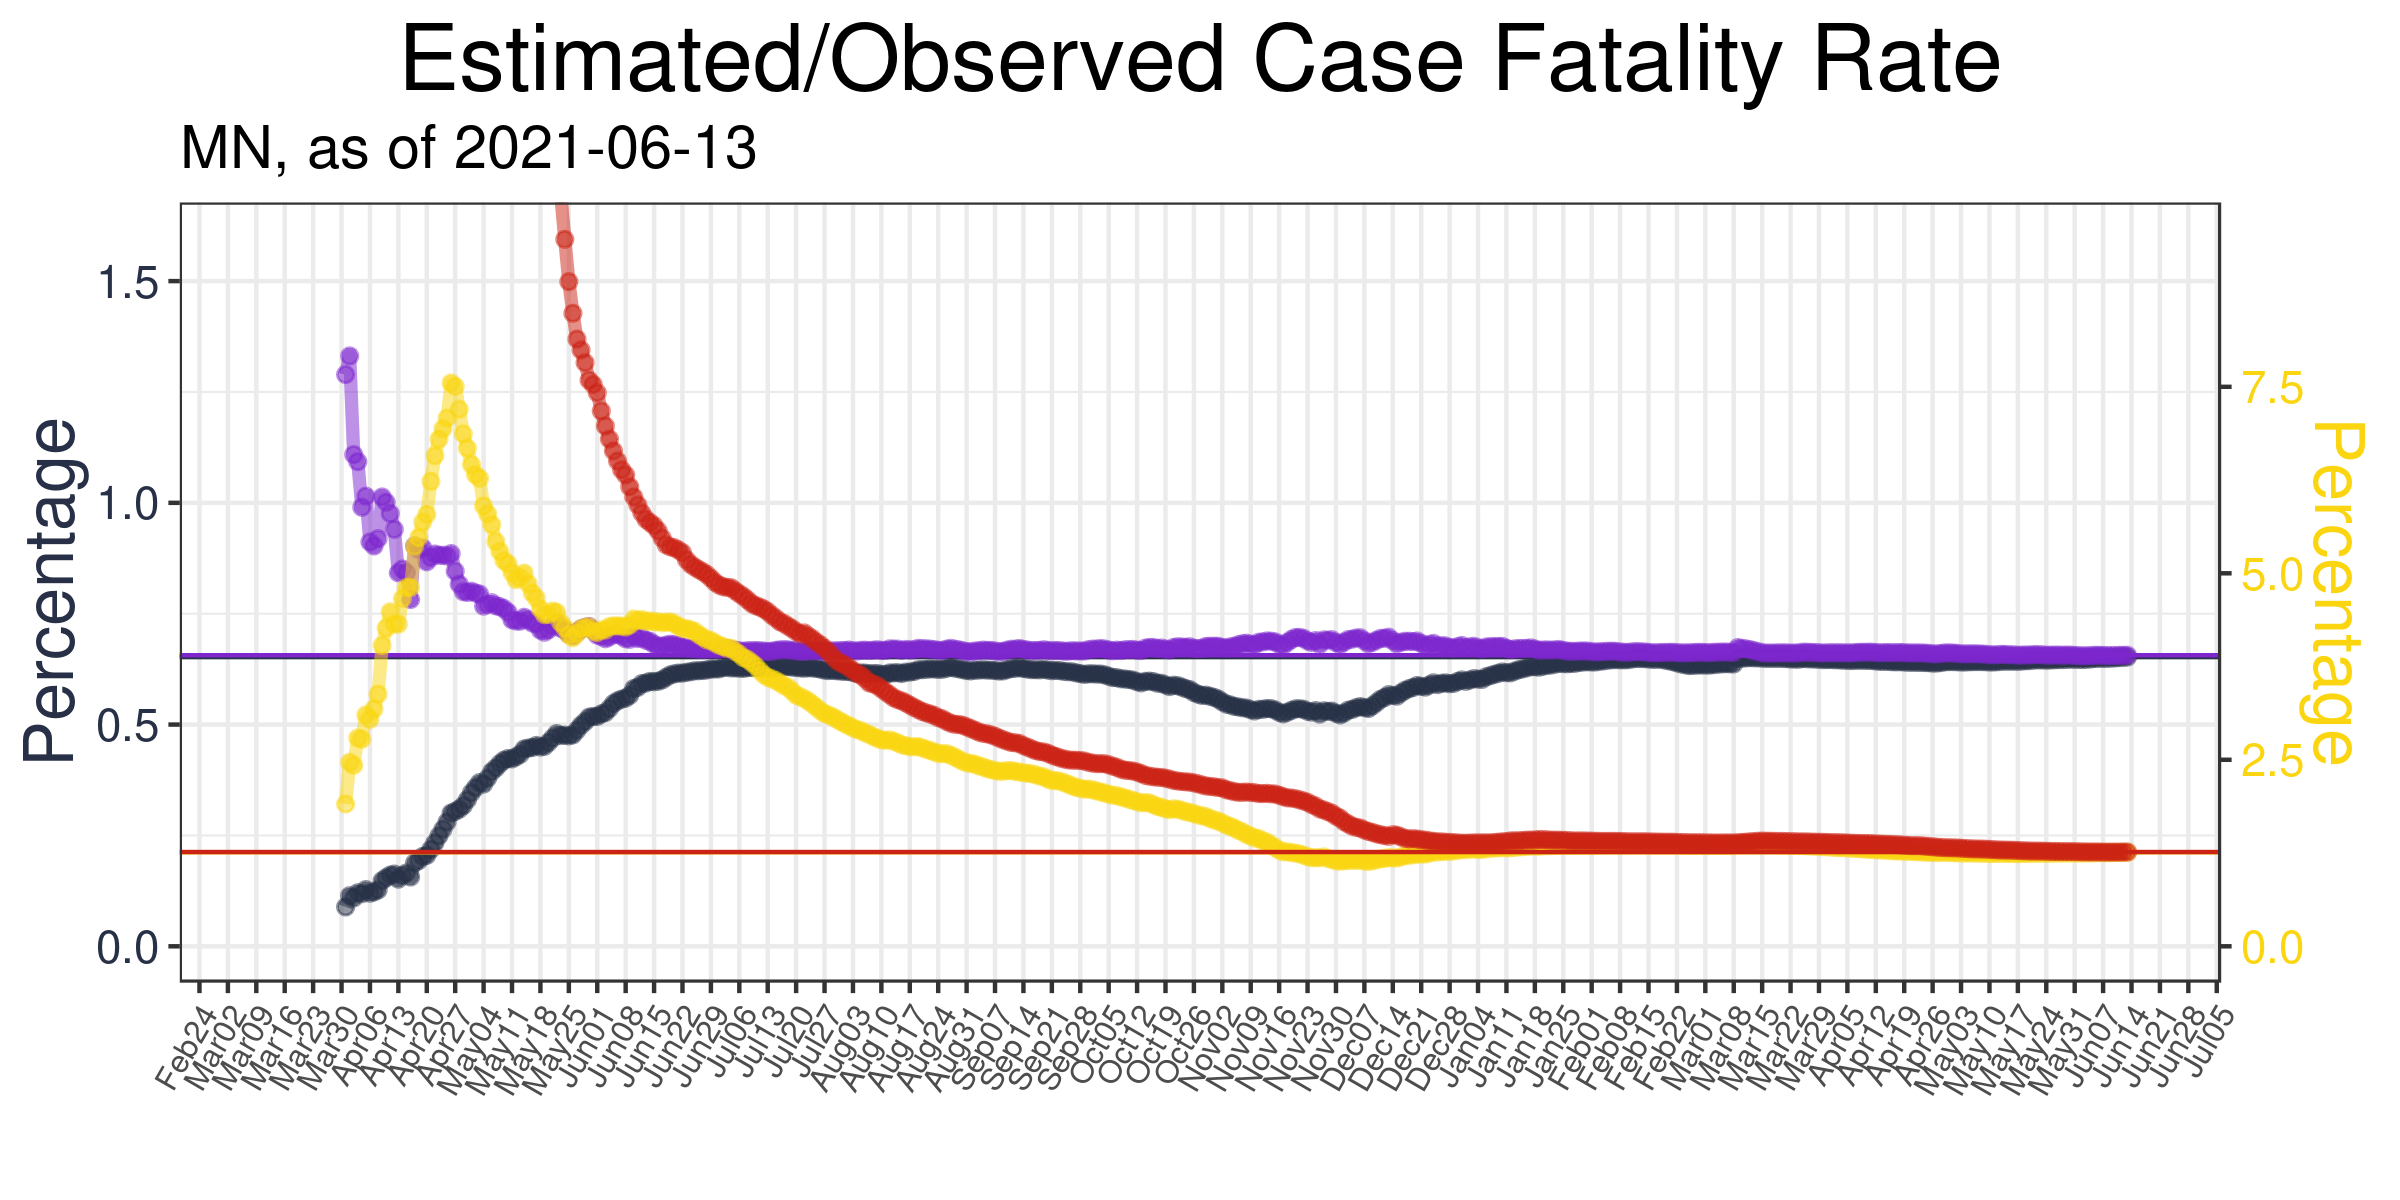 Estimated/Observed Case Fatality Rate
MN, as of 2021-06-13
Percentage
1.5
1.0
0.5
0.0
7.5
5.0
2.5
0.0
Percentage
Feb24
Mar02
Mar09
Mar16
Mar23
Mar30
Apr06
Apr13
Apr20
Apr27
May04
May11
May18
May25
Jun01
Jun08
Jun15
Jun22
Jun29
Jul06
Jul13
Jul20
Jul27
Aug03
Aug10
Aug17
Aug24
Aug31
Sep07
Sep14
Sep21
Sep28
Oct05
Oct12
Oct19
Oct26
Nov02
Nov09
Nov16
Nov23
Nov30
Dec07
Dec14
Dec21
Dec28
Jan04
Jan11
Jan18
Jan25
Feb01
Feb08
Feb15
Feb22
Mar01
Mar08
Mar15
Mar22
Mar29
Apr05
Apr12
Apr19
Apr26
May03
May10
May17
May24
May31
Jun07
Jun14
Jun21
Jun28
Jul05